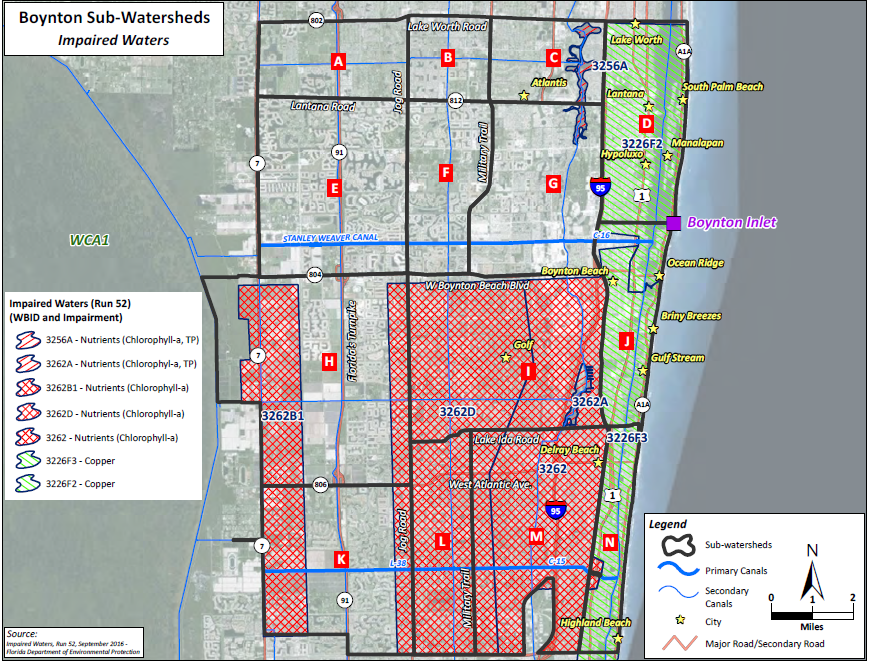 Boynton Sub-Watersheds
Impaired Waters
802
Lake Worth Road
Lake Worth
A1A
A
B
C
3256A
Jog Road
Atlantis
South Palm Beach
Lantana
Lantana Road
812
D
3226F2
Manalapan
Military Trail
Hypoluxo
7
91
E
F
G
95
1
WCA1
Boynton Inlet
STANLEY WEAVER CANAL
C-16
Ocean Ridge
804
Boynton Beach
W Boynton Beach Blvd
Impaired Waters (Run 52)
(WBID and Impairment)
3256A - Nutrients (Chlorophyll-a, TP)
3262A - Nutrients (Chlorophyl-a, TP)
3262B1 - Nutrients (Chlorophyll-a)
3262D - Nutrients (Chlorophyll-a)
3262 - Nutrients (Chlorophyll-a)
3226F3 - Copper
3226F2 - Copper
Briny Breezes
Florida's Turnpike
7
H
Golf
I
J
Gulf Stream
3262B1
3262D
3262A
A1A
Lake Ida Road
3226F3
Delray Beach
3262
806
West Atlantic Ave
1
95
7
Jog Road
L
M
N
K
L-38
C-15
91
Military Trail
Highland Beach
Legend
Sub-watersheds
Primary Canals
Secondary
Canals
City
Major Road/Secondary Road
N
0
1
2
Miles
Source:
Impaired Waters, Run 52, September 2016 -
Florida Department of Environmental Protection